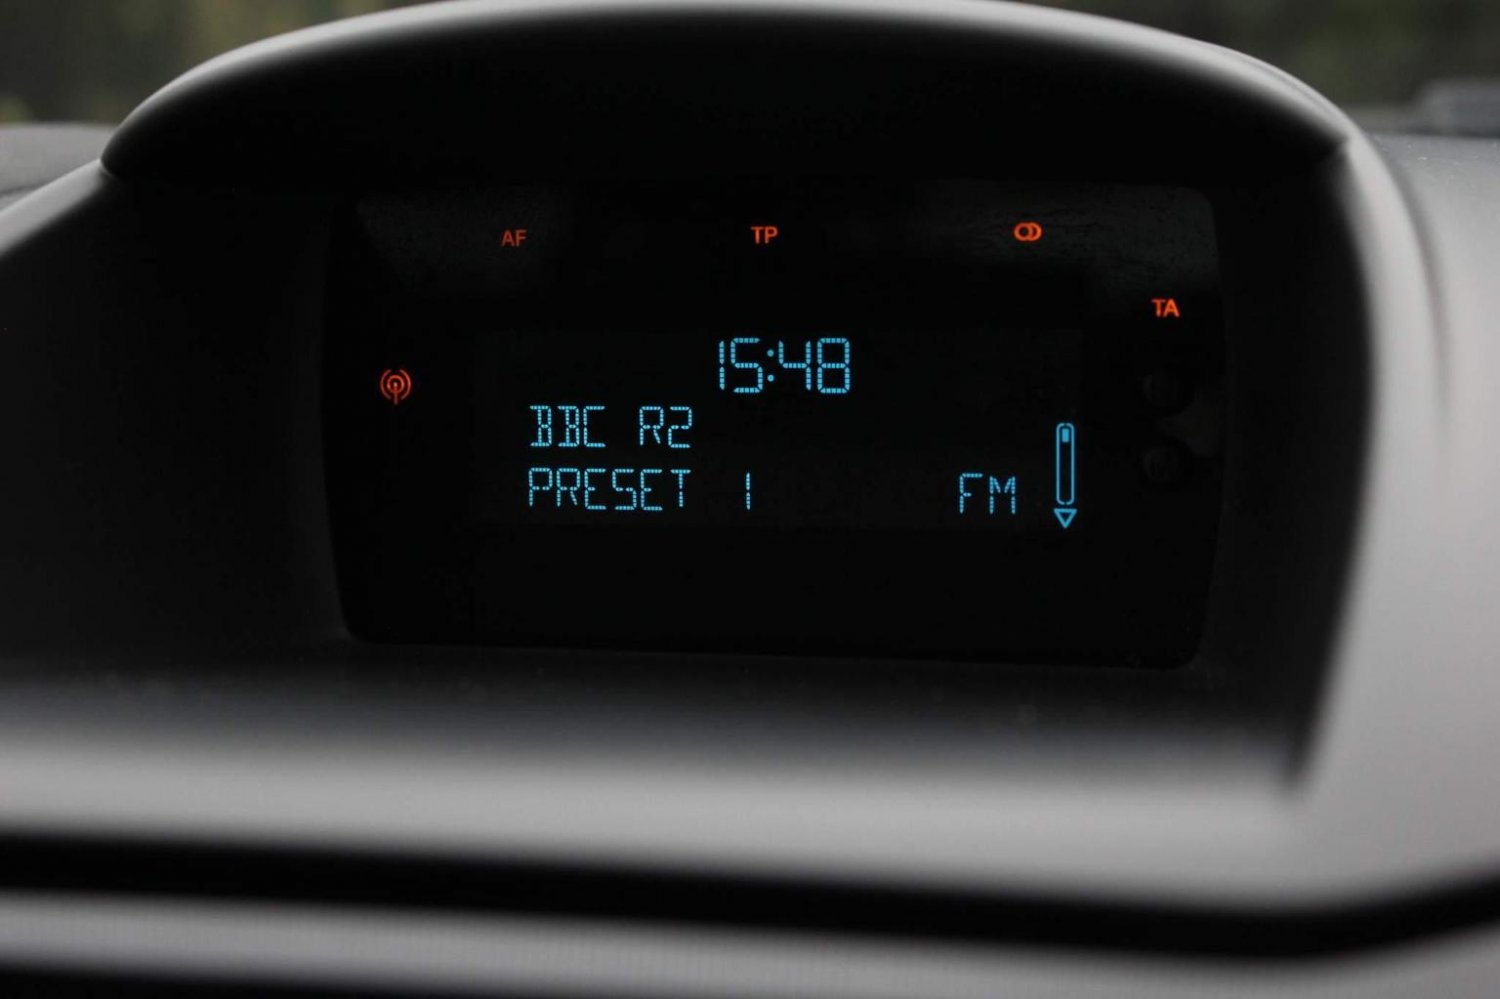 AF TP
TA
15:48
BBC R2
PRESET 1 FM